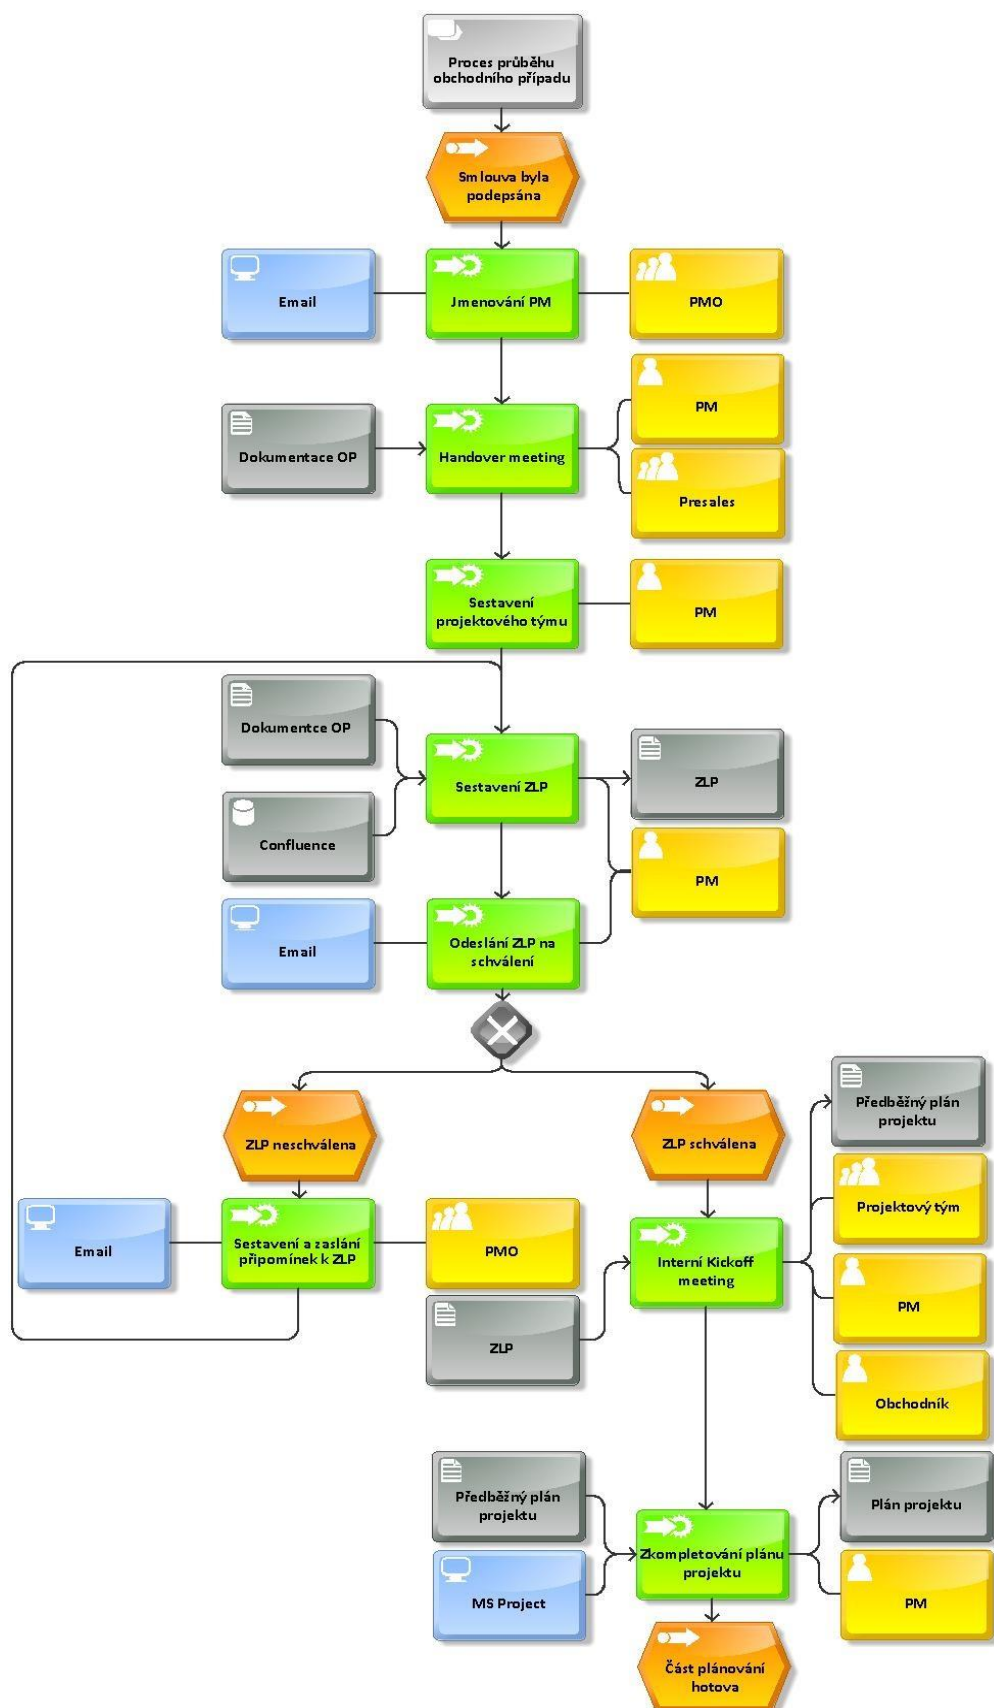 Proces průběhu
obchodního případu
Smlouva byla
podepsána
Email
Jmenování PM
PMO
PM
Dokumentace OP
Handover meeting
Presales
Sestavení
projektového týmu
PM
Dokumentce OP
Sestavení ZLP
ZLP
Confluence
PM
Email
Odeslání ZLP na
schválení
ZLP neschválena
ZLP schválena
Předběžný plán
projektu
Projektový tým
Email
Sestavení a zaslání
připomínek k ZLP
PMO
Interní Kickoff
meeting
PM
ZLP
Obchodník
Předběžný plán
projektu
Plán projektu
Zkompletování plánu
projektu
MS Project
PM
Část plánování
hotova